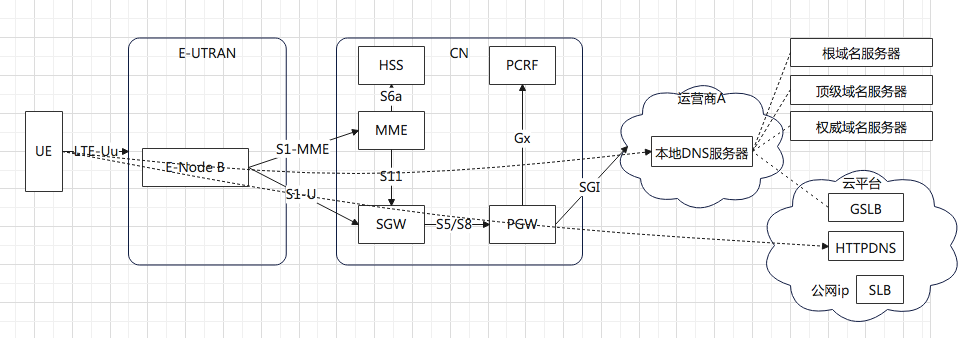 E-UTRAN
CN
HSS
PCRF
S6a
UE
LTE-Uu
E-Node B
S1-MME
MME
S11
Gx
S1-U
SGW
S5/S8
PGW
SGI
运营商A
本地DNS服务器
根域名服务器
顶级域名服务器
权威域名服务器
云平台
GSLB
HTTPDNS
公网ip
SLB